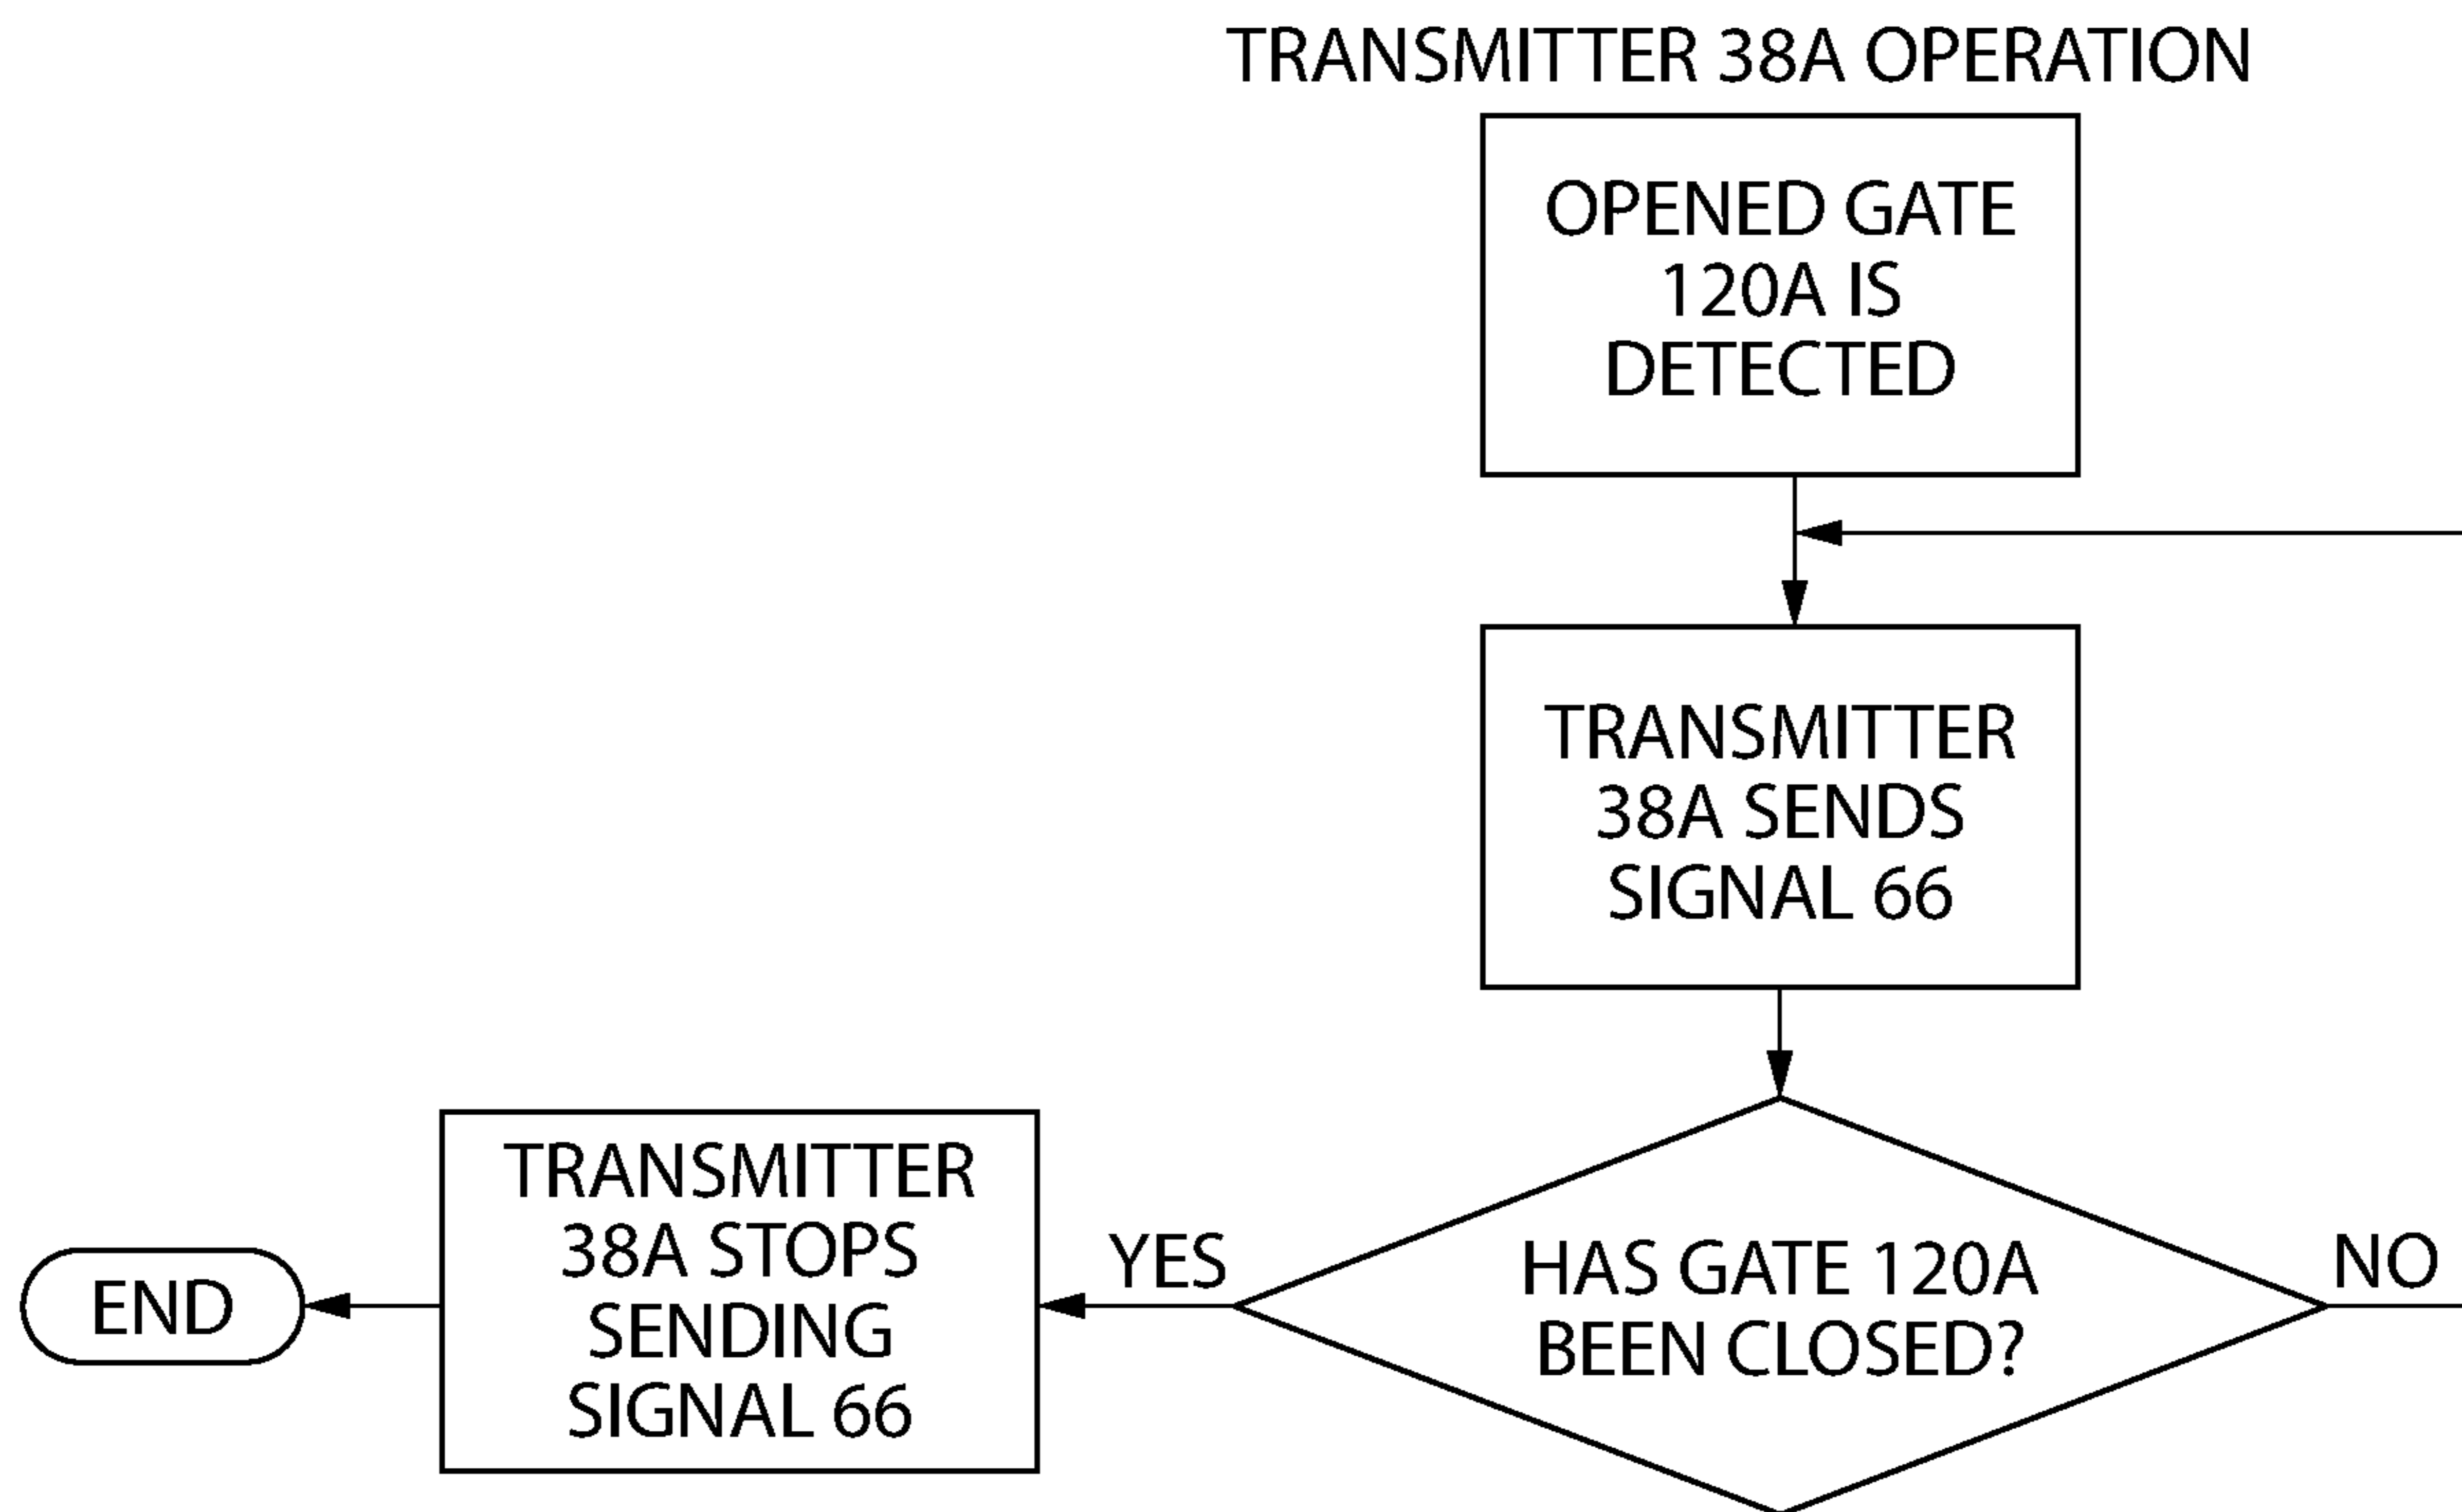 TRANSMITTER 38A OPERATION
OPENED GATE
120A IS
DETECTED
TRANSMITTER
38A SENDS
SIGNAL 66
HAS GATE 120A
BEEN CLOSED?
NO
YES
TRANSMITTER
38A STOPS
SENDING
SIGNAL 66
END